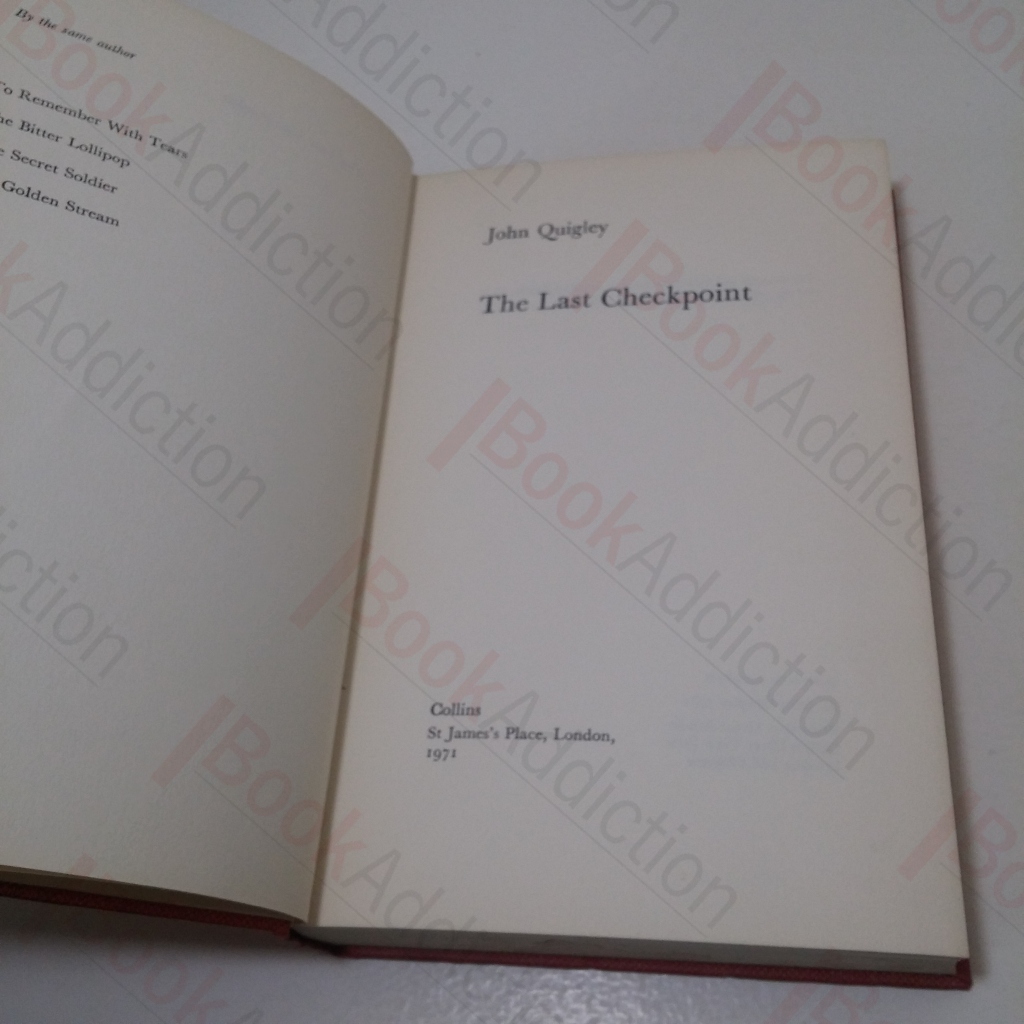 By the same author
To Remember With Tears
he Bitter Lollipop
e Secret Soldier
Golden Stream
John Quigley
The Last Checkpoint
Collins
St James's Place, London,
1971
BookAddiction